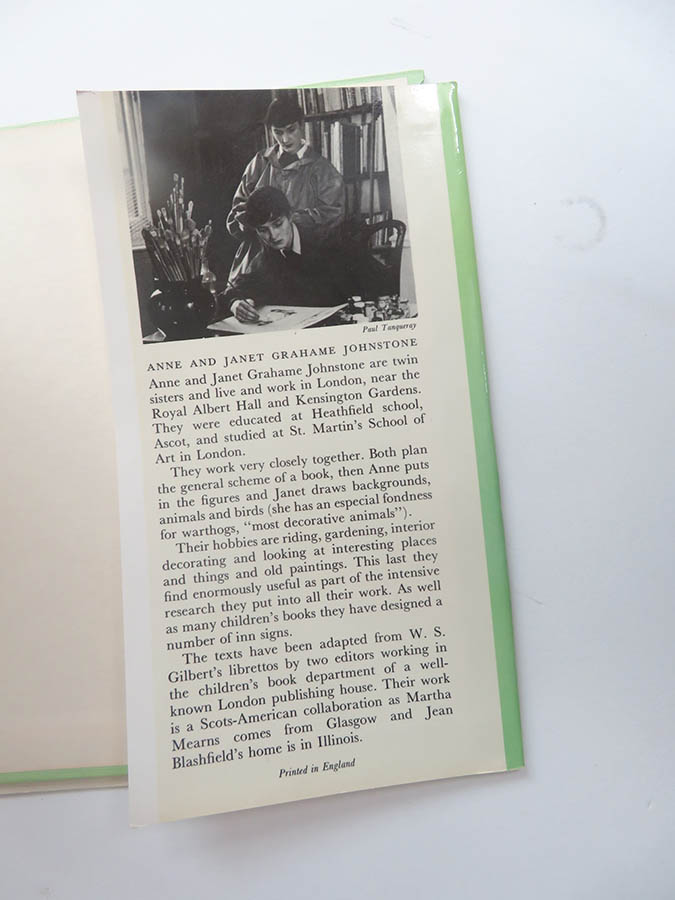 Paul Tanqueray
ANNE AND JANET GRAHAME JOHNSTONE
Anne and Janet Grahame Johnstone are twin
sisters and live and work in London, near the
Royal Albert Hall and Kensington Gardens.
They were educated at Heathfield school,
Ascot, and studied at St. Martin's School of
Art in London.
They work very closely together. Both plan
the general scheme of a book, then Anne puts
in the figures and Janet draws backgrounds,
animals and birds (she has an especial fondness
for warthogs, "most decorative animals").
Their hobbies are riding, gardening, interior
decorating and looking at interesting places
and things and old paintings. This last they
find enormously useful as part of the intensive
research they put into all their work. As well
as many children's books they have designed a
number of inn signs.
The texts have been adapted from W. S.
Gilbert's librettos by two editors working in
the children's book department of a well-
known London publishing house. Their work
is a Scots-American collaboration as Martha
Mearns comes from Glasgow and Jean
Blashfield's home is in Illinois.
Printed in England